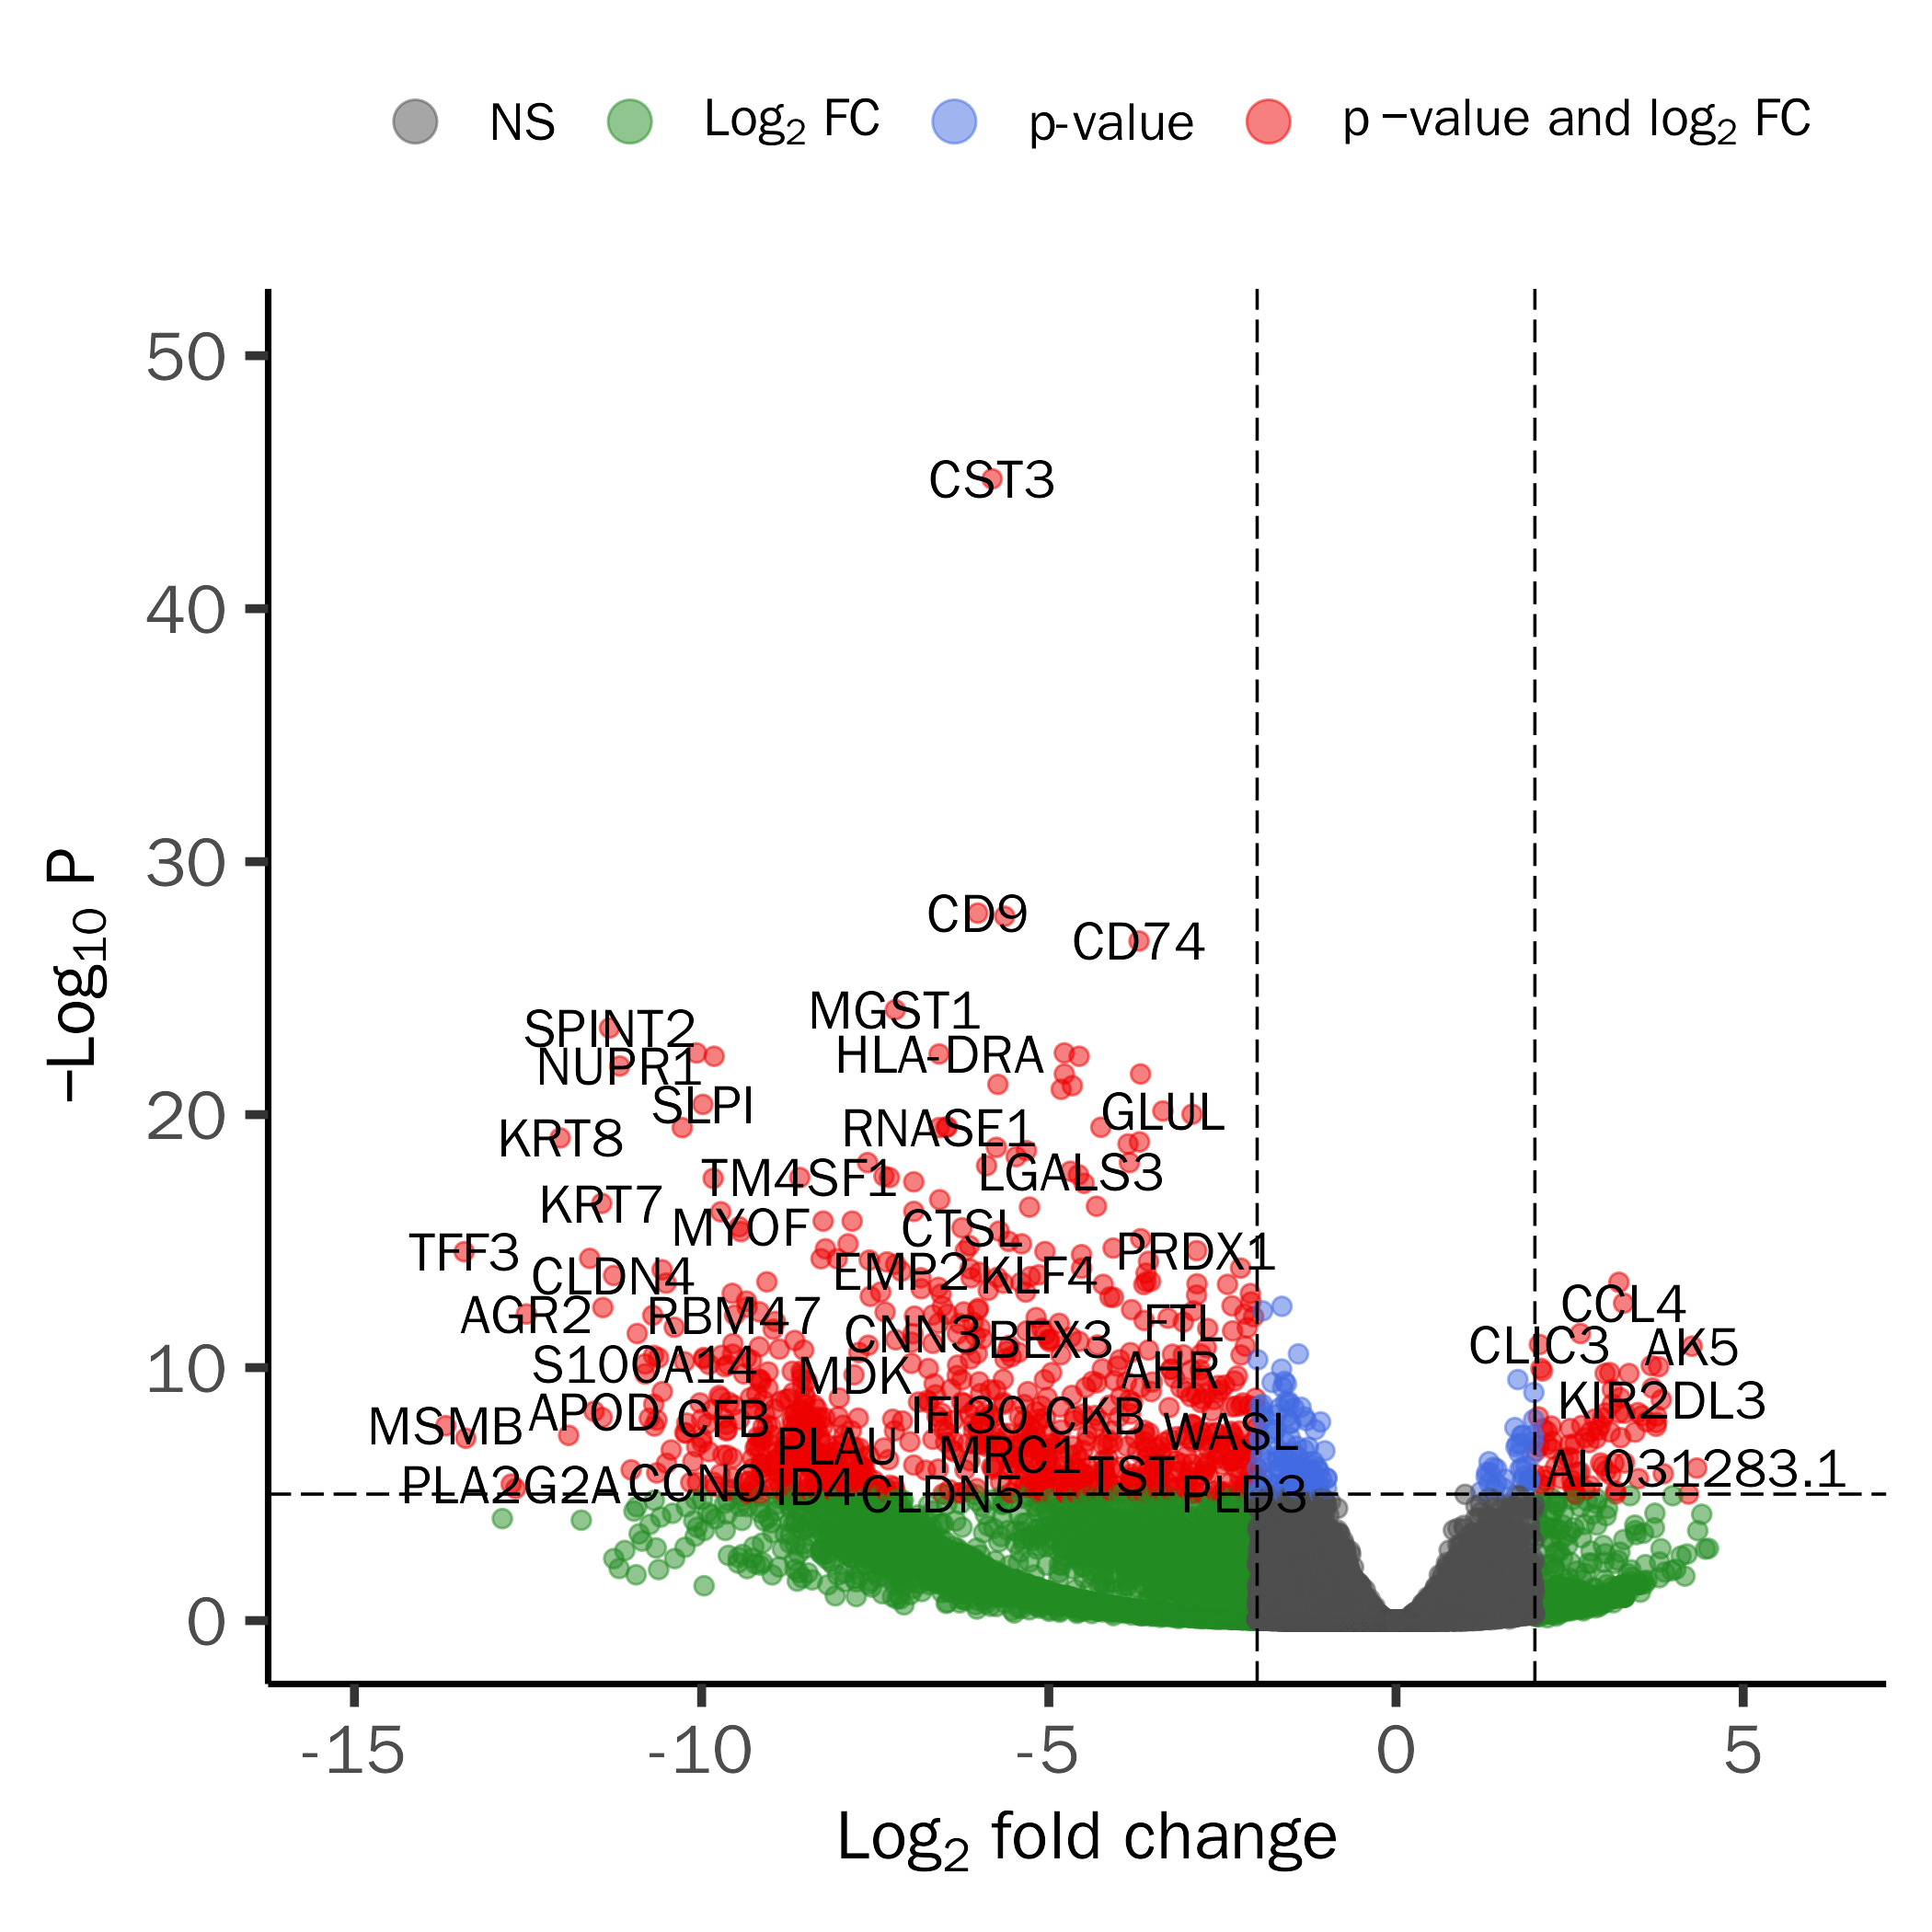 NS Log2 FC p-value p −value and log2 FC
50
40
30
20
10
0
−Log10 P
CST3
CD9
CD74
MGST1
SPINT2
HLA-DRA
NUPR1
SLPI
GLUL
RNASE1
KRT8
LGALS3
TM4SF1
KRT7
MYOF
CTSL
TFF3
PRDX1
CLDN4
EMP2
KLF4
CCL4
AGR2
RBM47
FTL
CNN3
BEX3
CLIC3
AK5
S100A14
MDK
AHR
KIR2DL3
APOD
MSMB
CFB
IFI30
CKB
WASL
PLAU
MRC1
TST
AL031283.1
PLA2G2A
CCNO
ID4
CLDN5
PLD3
-15 -10 -5 0 5
Log2 fold change